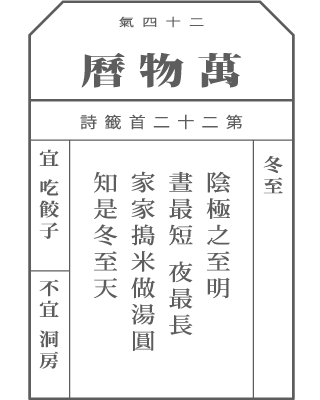 二十四氣
萬物曆
第二十二首籤詩
冬至
陰極之至明
晝最短 夜最長
家家搗米做湯圓
知是冬至天
宜 吃餃子
不宜 洞房